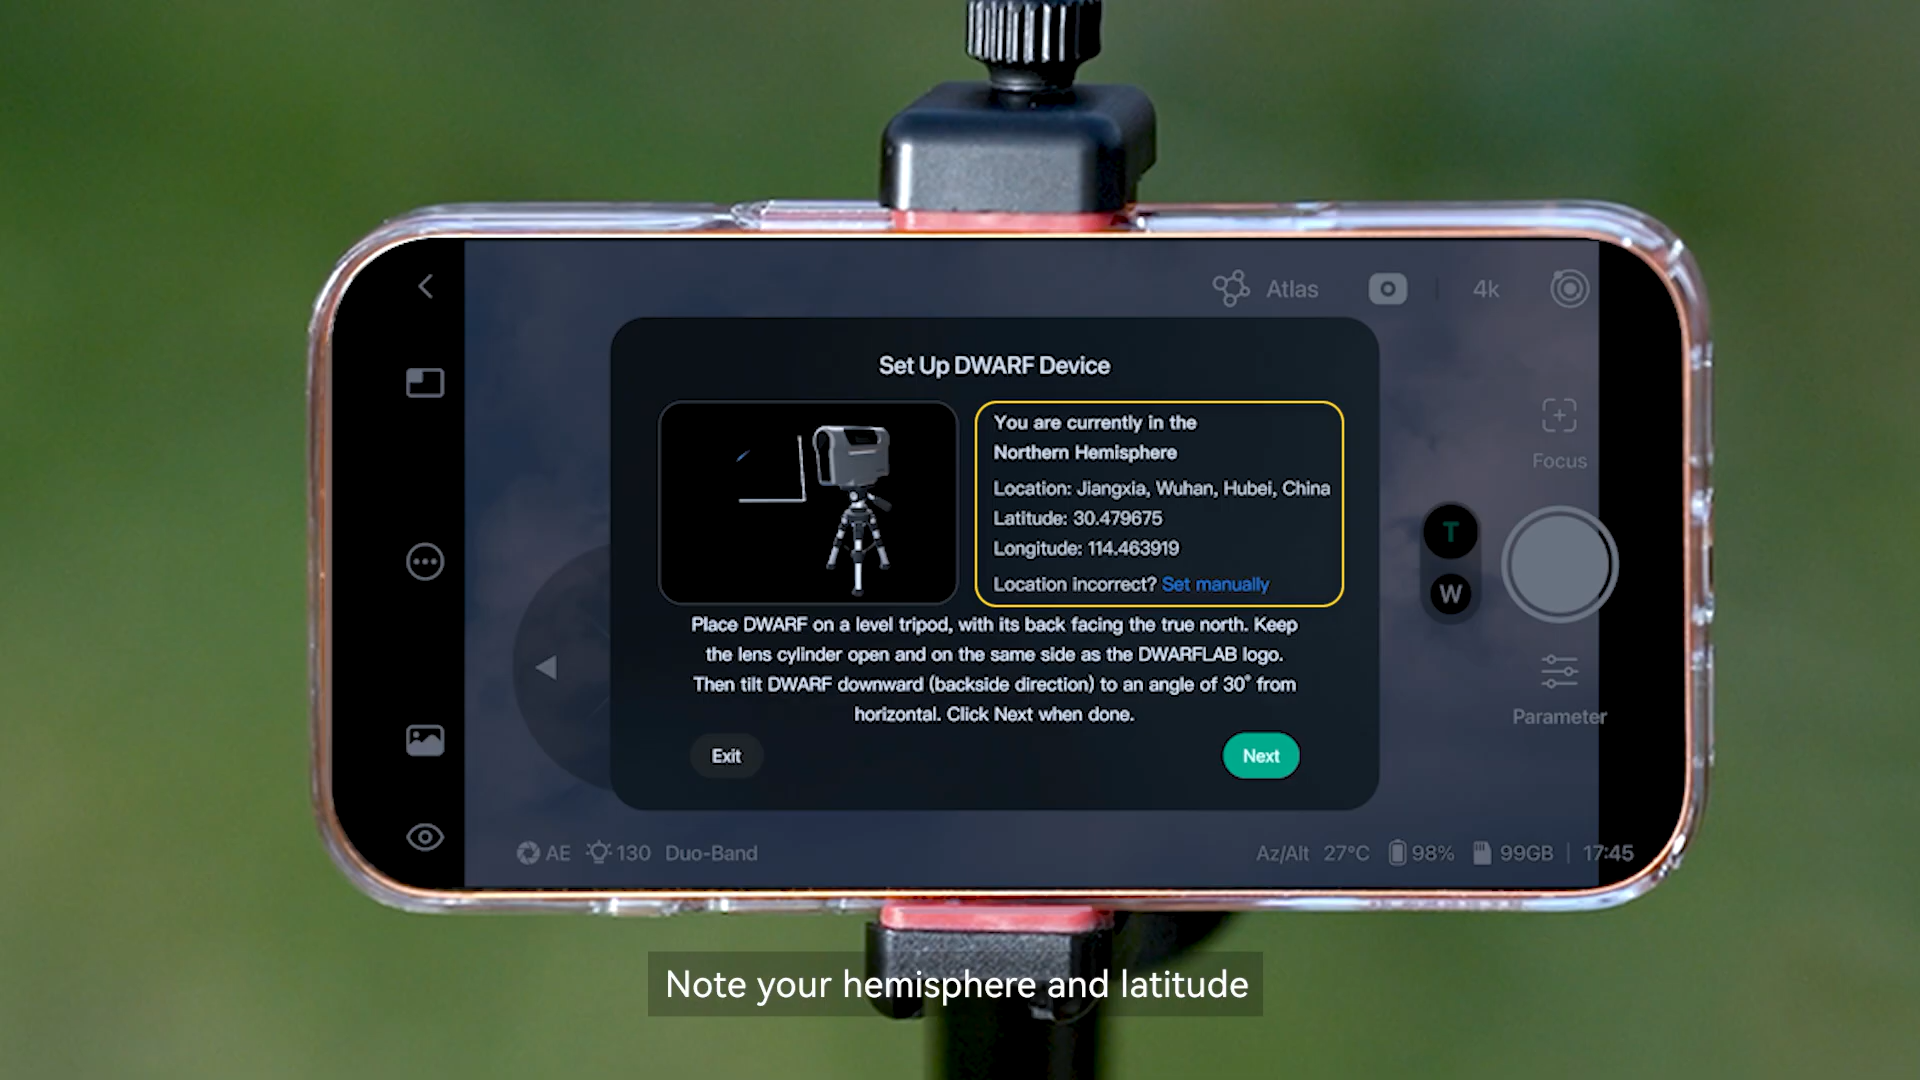 Atlas
4k
Set Up DWARF Device
You are currently in the
Northern Hemisphere
Location: Jiangxia, Wuhan, Hubei, China
Latitude: 30.479675
Longitude: 114.463919
Location incorrect? Set manually
Place DWARF on a level tripod, with its back facing the true north. Keep
the lens cylinder open and on the same side as the DWARFLAB logo.
Then tilt DWARF downward (backside direction) to an angle of 30° from
horizontal. Click Next when done.
Exit
Next
Focus
T
W
Parameter
AE 130 Duo-Band
Az/Alt 27°C 98% 99GB | 17:45
Note your hemisphere and latitude